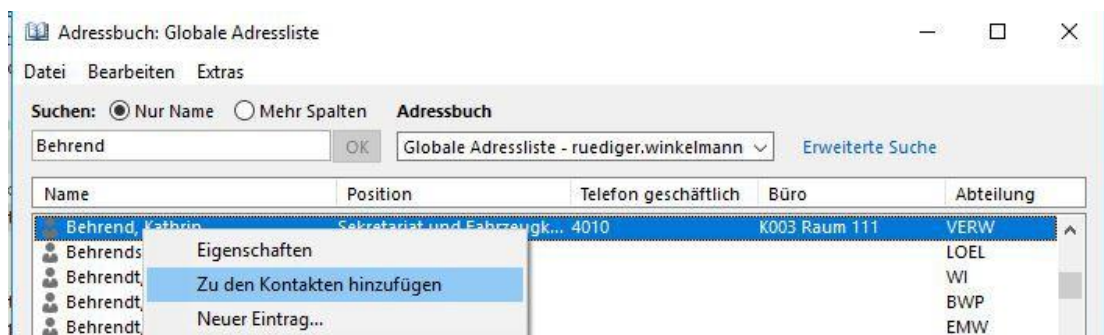 Adressbuch: Globale Adressliste
Datei Bearbeiten Extras
Suchen: Nur Name Mehr Spalten Adressbuch
Behrend OK Globale Adressliste - ruediger.winkelmann Erweiterte Suche
Name Position Telefon geschäftlich Büro Abteilung
Behrend, Kathrin Sekretariat und Fahrzeugk... 4010 K003 Raum 111 VERW
Behrends Eigenschaften LOEL
Behrendt, Zu den Kontakten hinzufügen WI
Behrendt, BWP
Behrendt, Neuer Eintrag... EMW